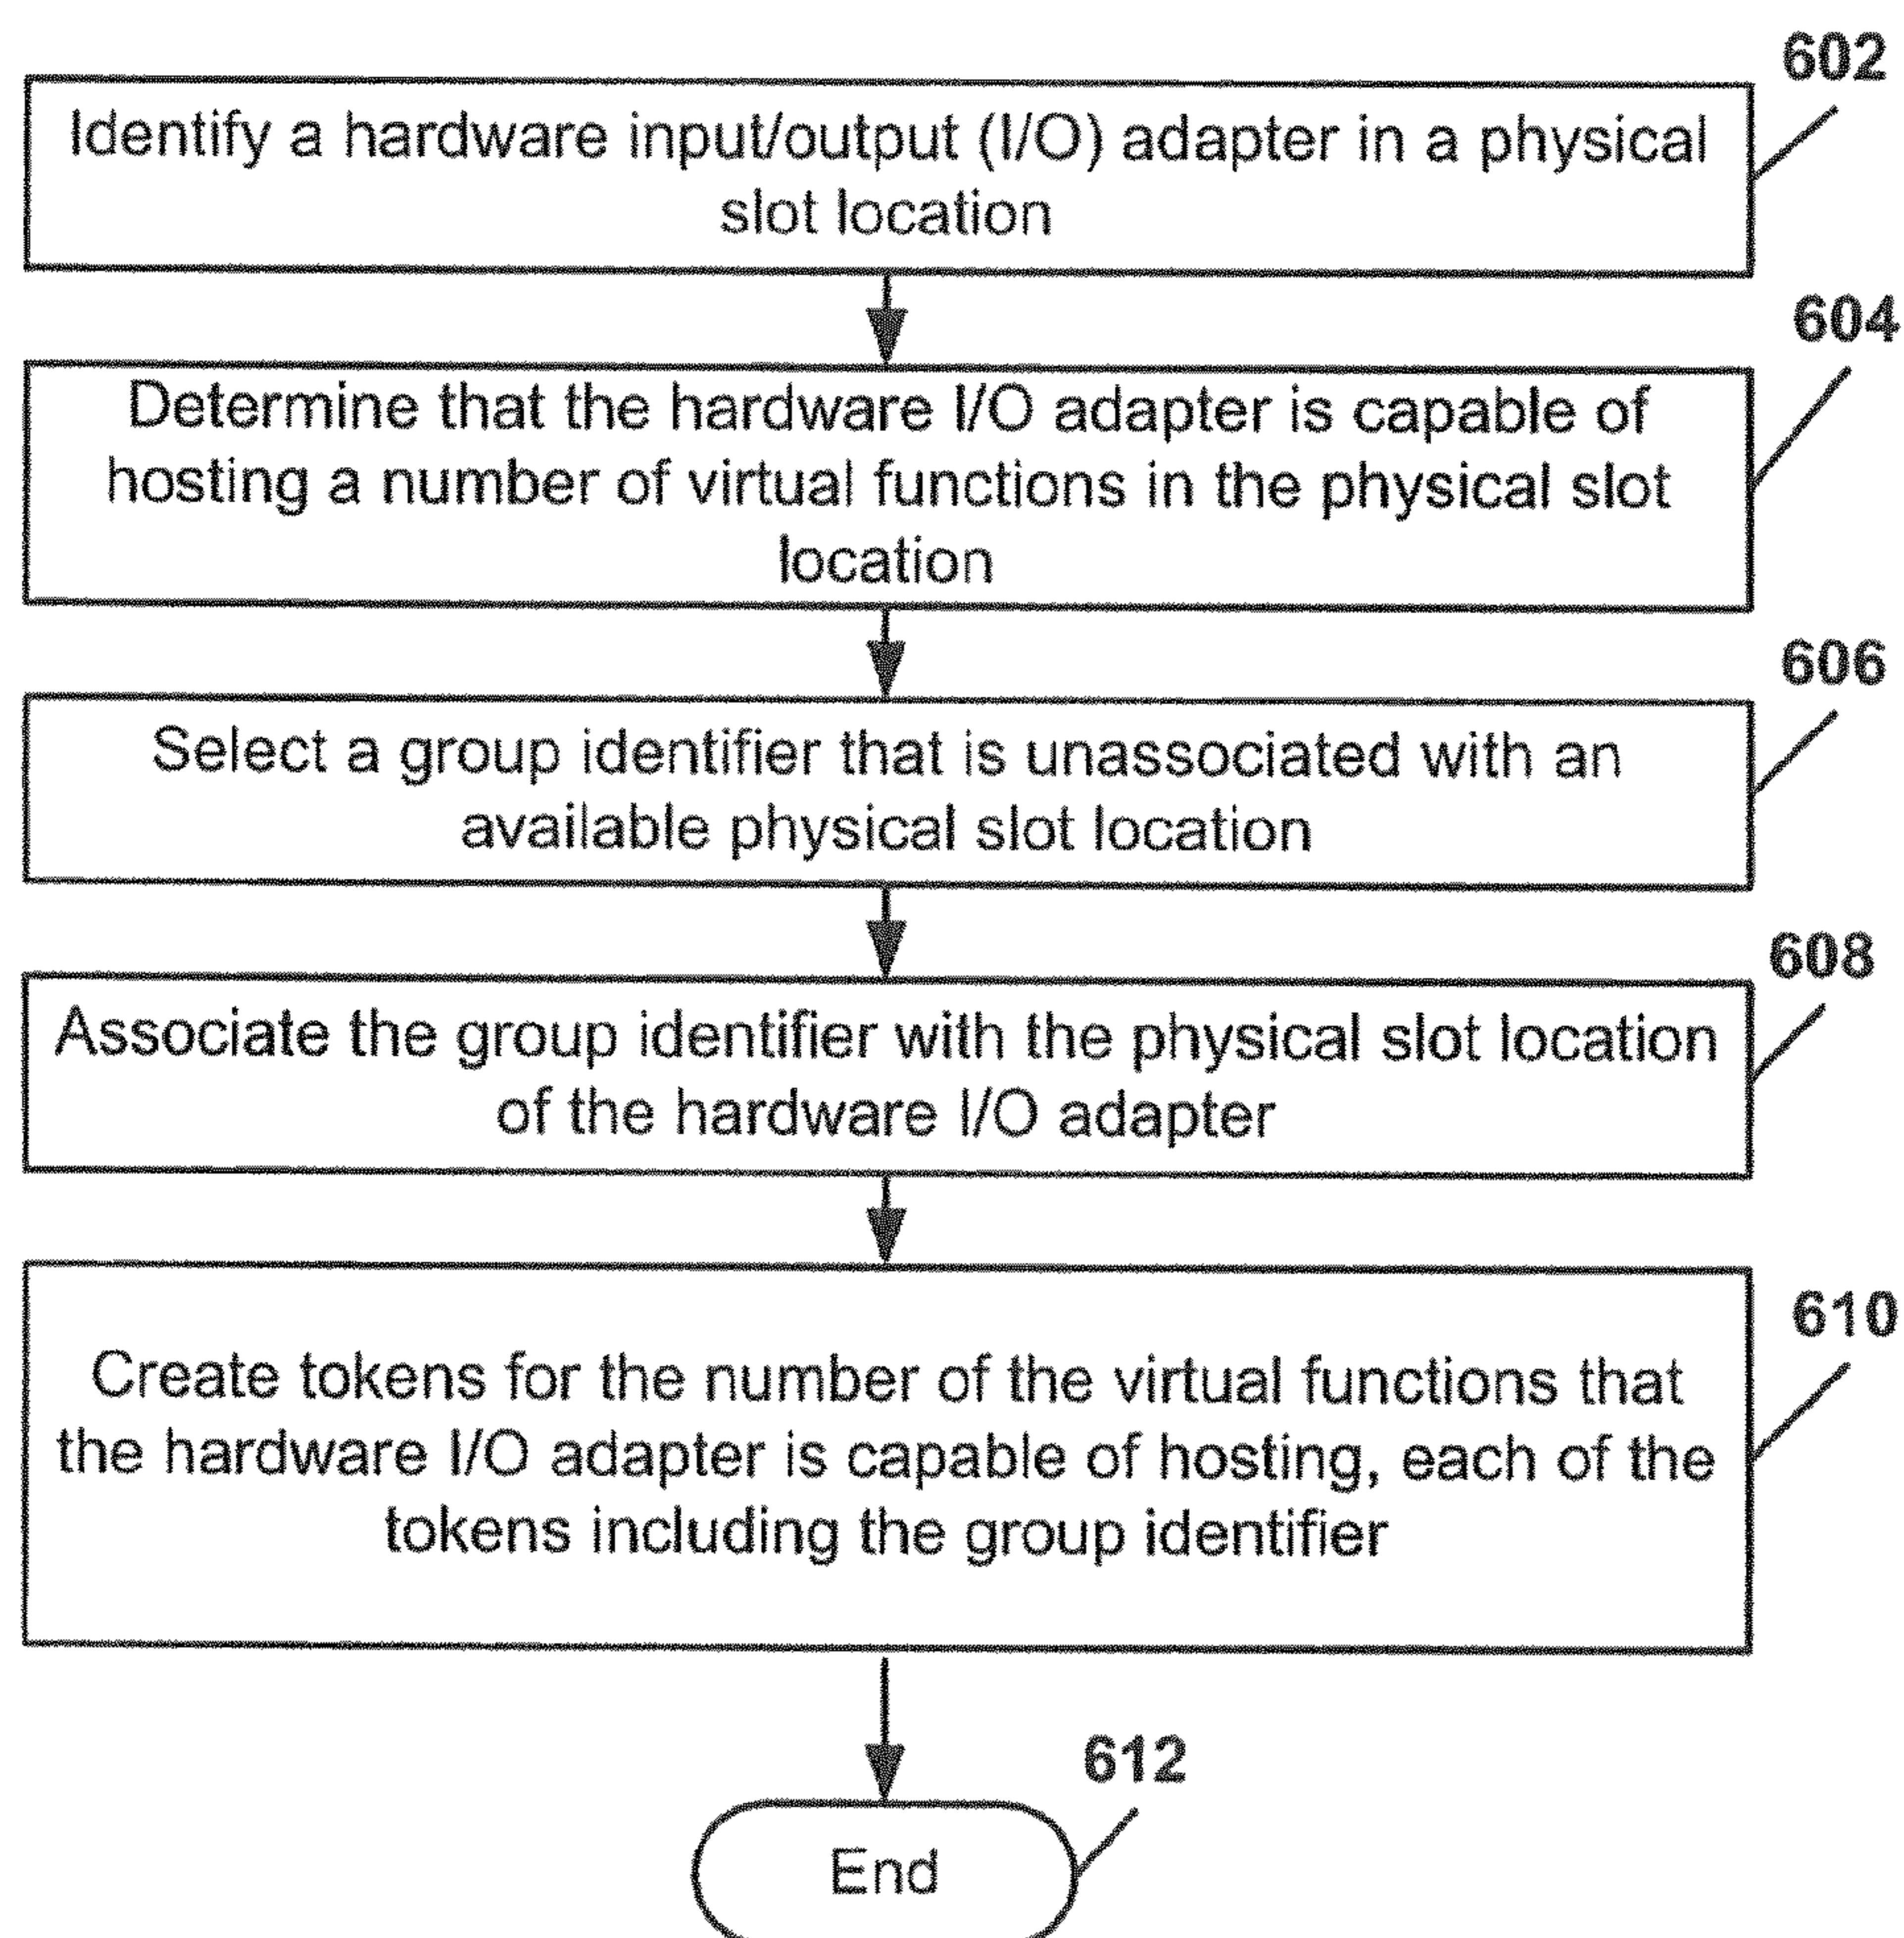 602
Identify a hardware input/output (I/O) adapter in a physical
slot location
604
Determine that the hardware I/O adapter is capable of
hosting a number of virtual functions in the physical slot
location
606
Select a group identifier that is unassociated with an
available physical slot location
608
Associate the group identifier with the physical slot location
of the hardware I/O adapter
610
Create tokens for the number of the virtual functions that
the hardware I/O adapter is capable of hosting, each of the
tokens including the group identifier
612
End